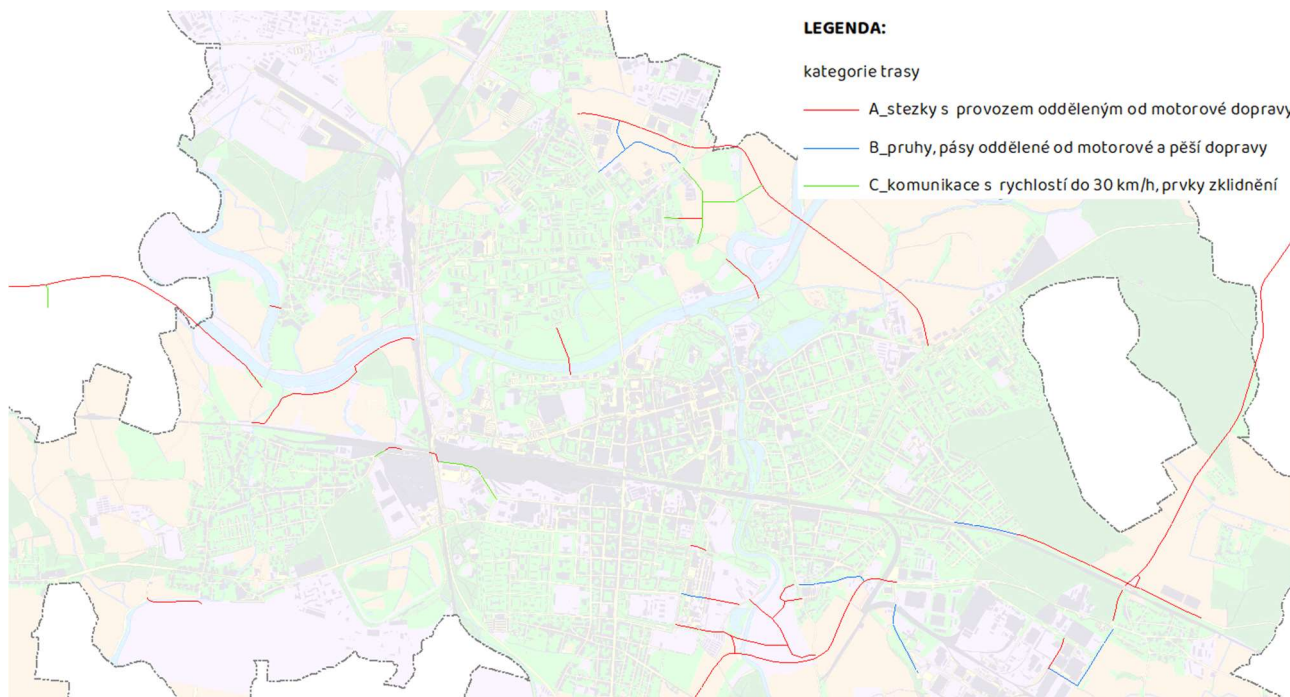 LEGENDA:
kategorie trasy
A_stezky s provozem odděleným od motorové dopravy
B_pruhy, pásy oddělené od motorové a pěší dopravy
C_komunikace s rychlostí do 30 km/h, prvky zklidnění